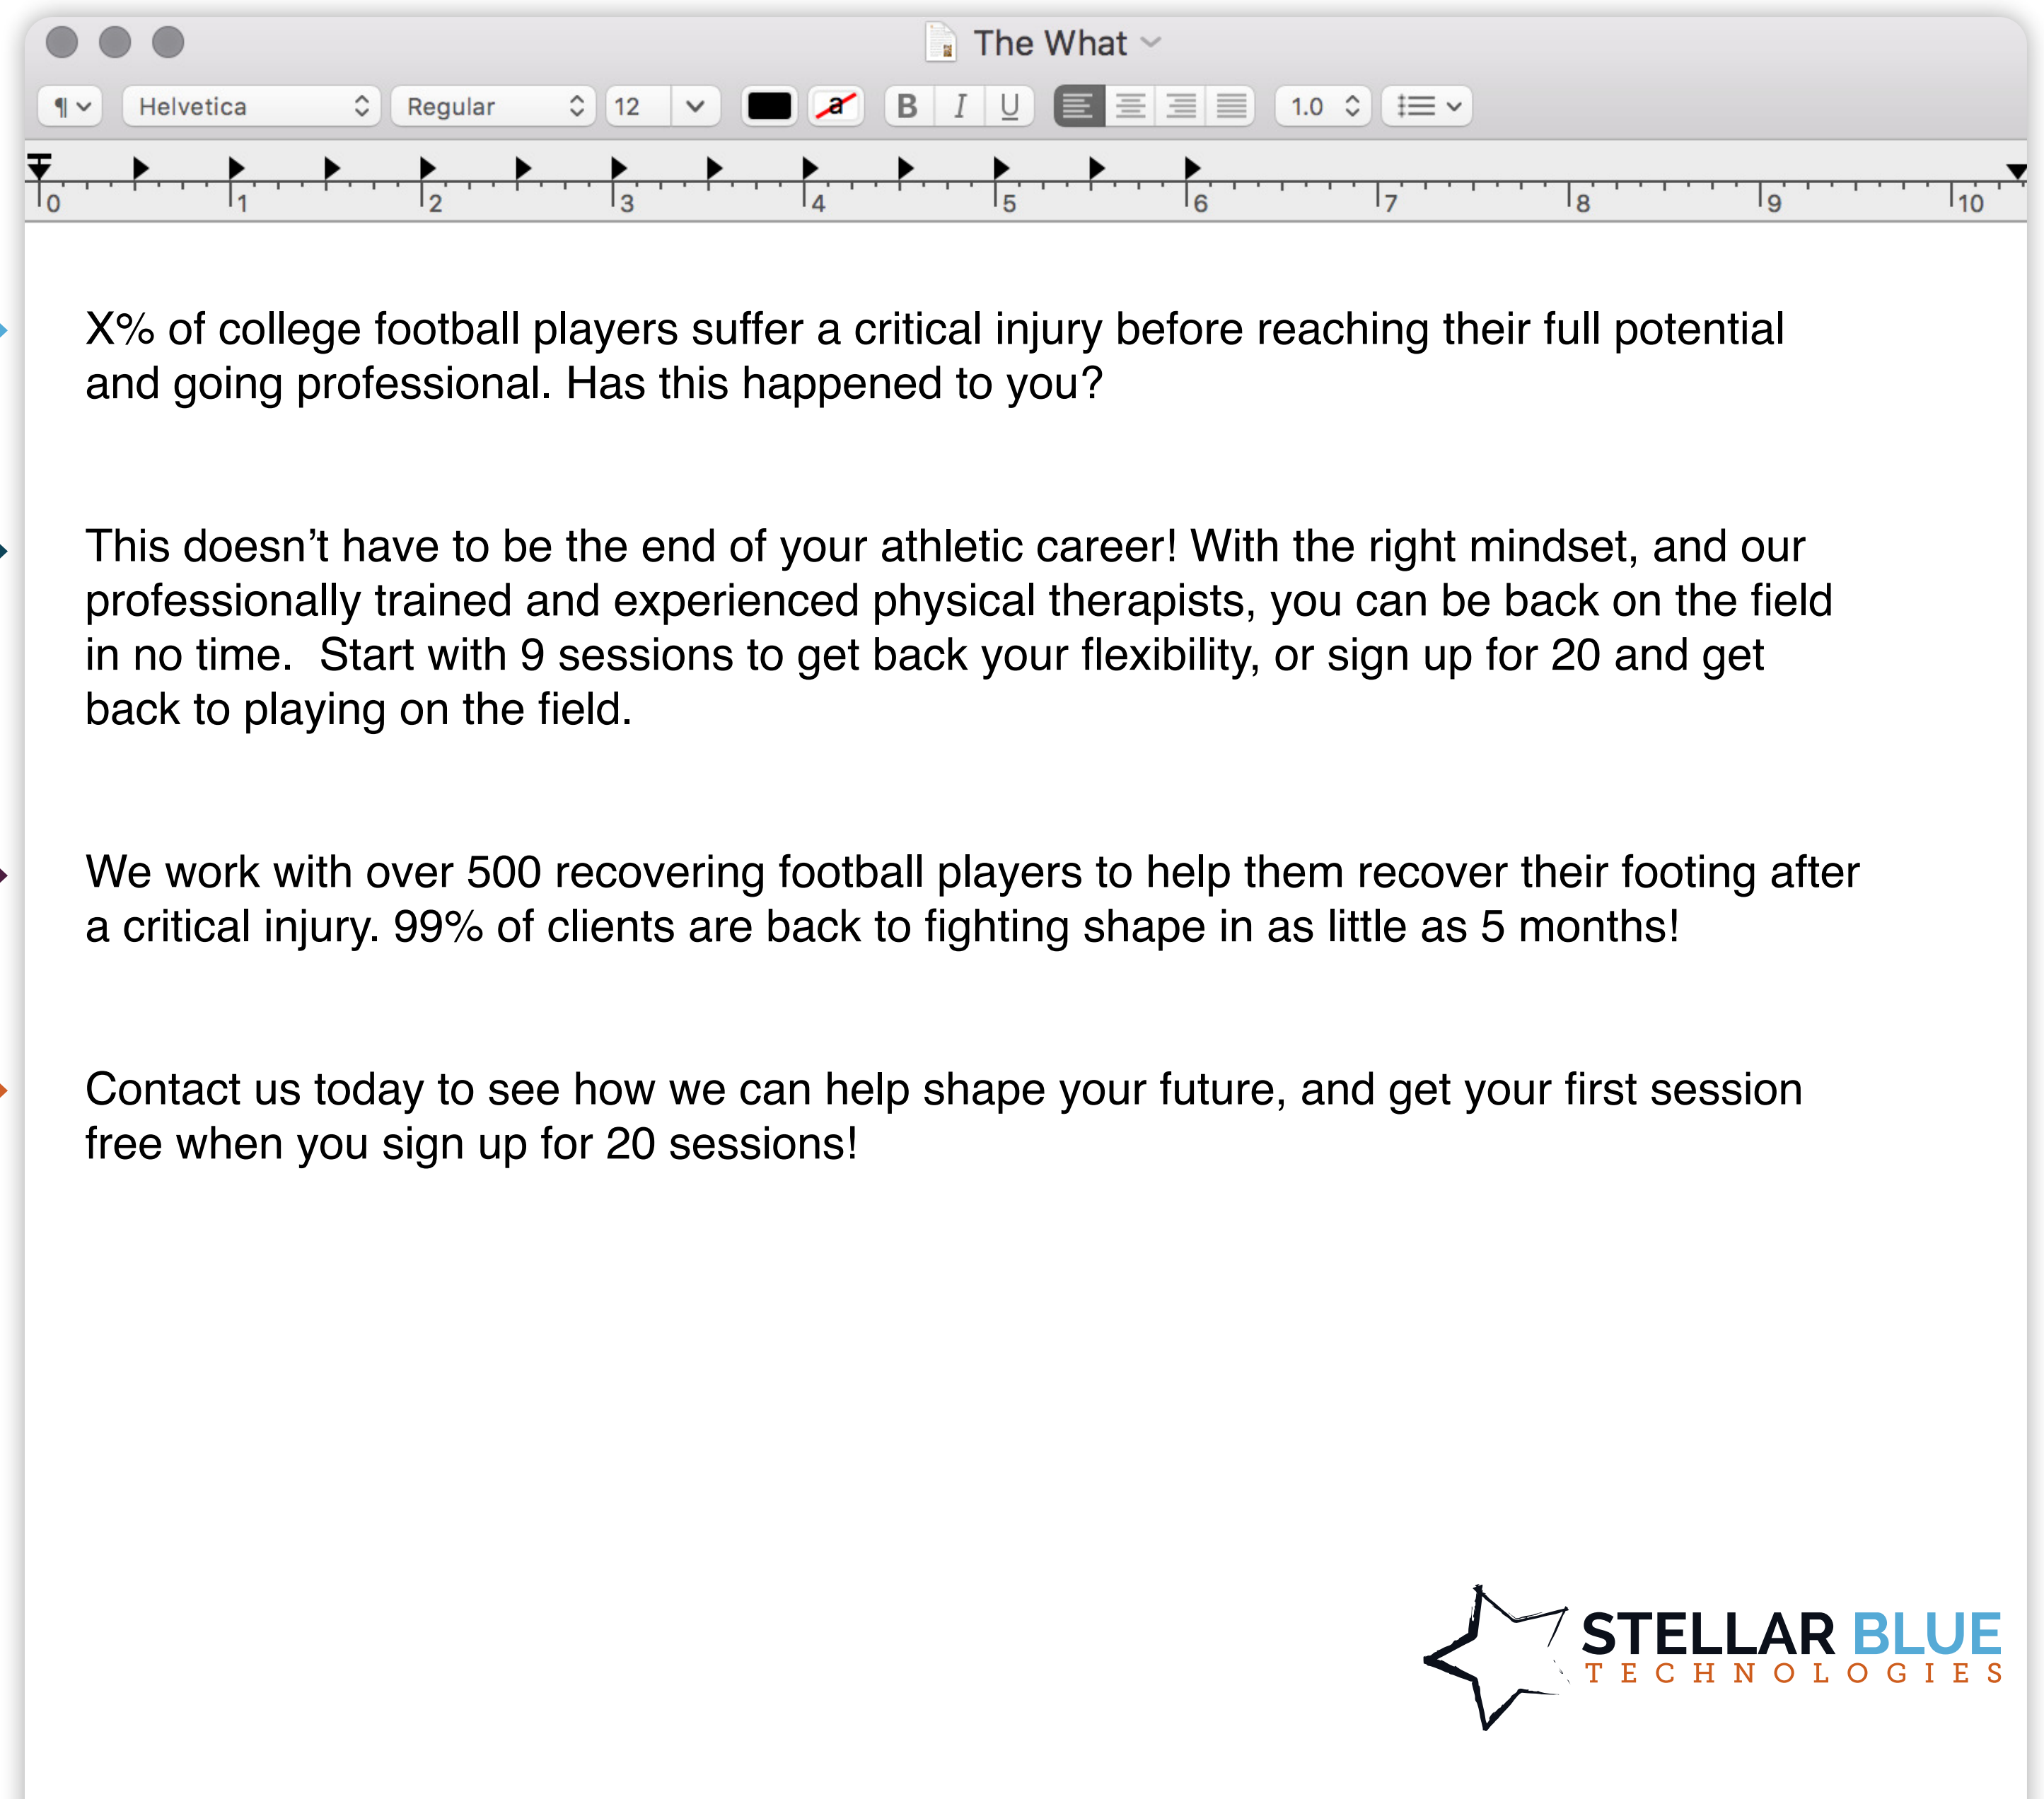 The What
¶ Helvetica Regular 12 a B I U 1.0
0 1 2 3 4 5 6 7 8 9 10
X% of college football players suffer a critical injury before reaching their full potential
and going professional. Has this happened to you?
This doesn’t have to be the end of your athletic career! With the right mindset, and our
professionally trained and experienced physical therapists, you can be back on the field
in no time.  Start with 9 sessions to get back your flexibility, or sign up for 20 and get
back to playing on the field.
We work with over 500 recovering football players to help them recover their footing after
a critical injury. 99% of clients are back to fighting shape in as little as 5 months!
Contact us today to see how we can help shape your future, and get your first session
free when you sign up for 20 sessions!
STELLAR BLUE
TECHNOLOGIES